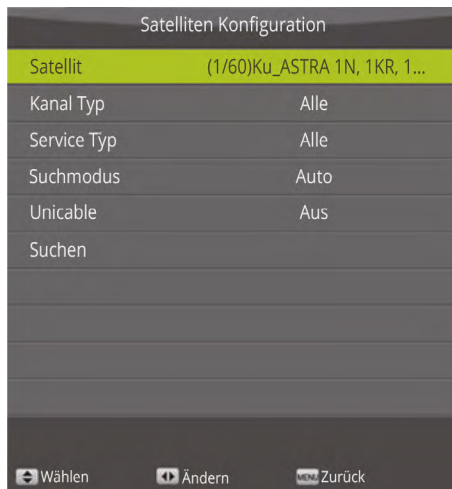 Satelliten Konfiguration
Satellit (1/60)Ku_ASTRA 1N, 1KR, 1...
Kanal Typ Alle
Service Typ Alle
Suchmodus Auto
Unicable Aus
Suchen
Wählen Ändern MENU Zurück